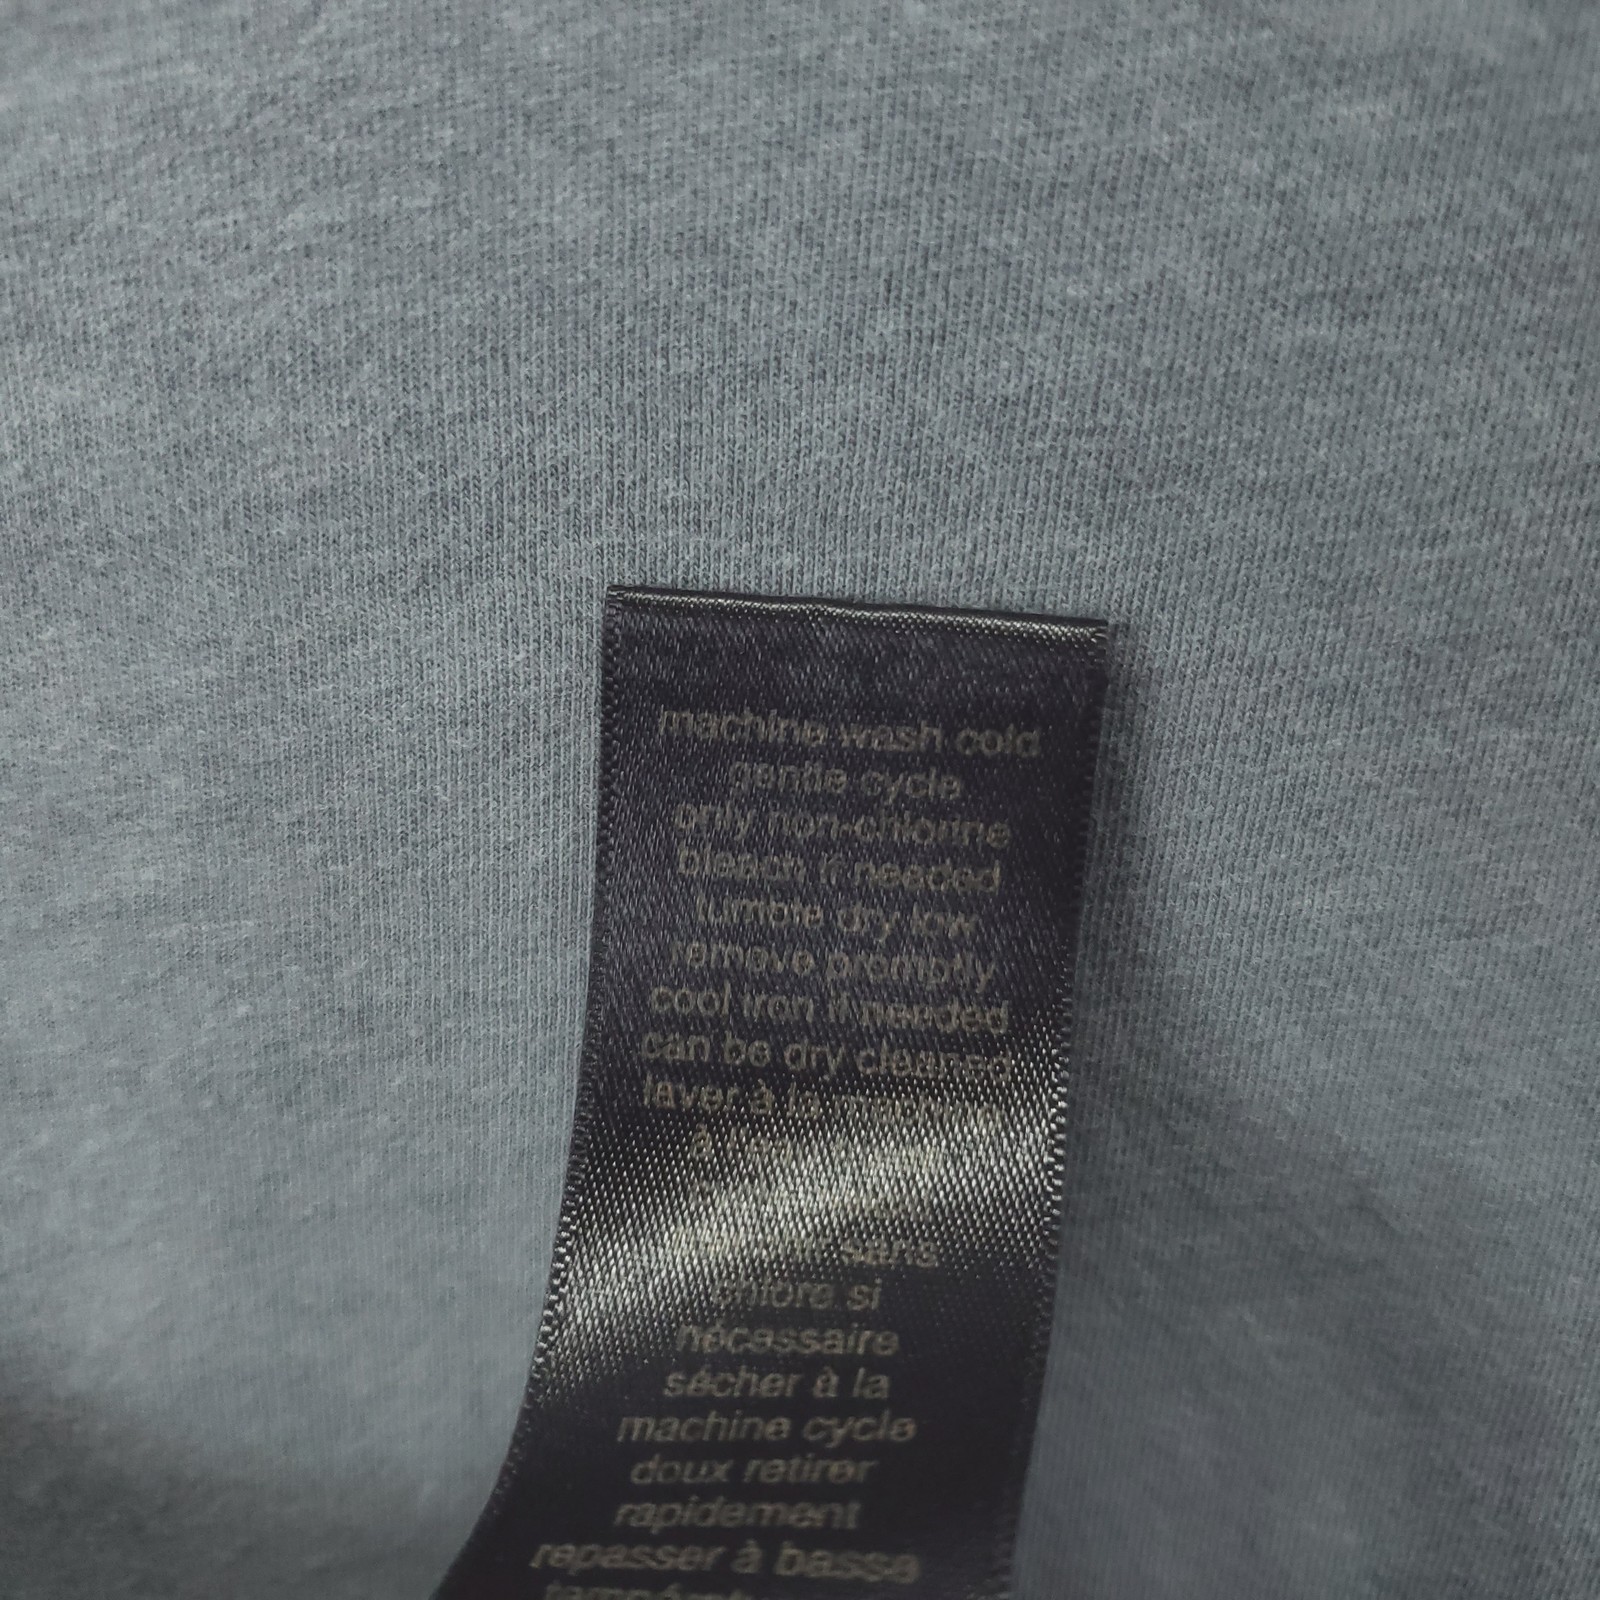 machine wash cold
gentle cycle
only non-chlorine
bleach if needed
tumble dry low
remove promptly
cool iron if needed
can be dry cleaned
laver à la machine
à
sans
chlore si
nécessaire
sécher à la
machine cycle
doux retirer
rapidement
repasser à basse